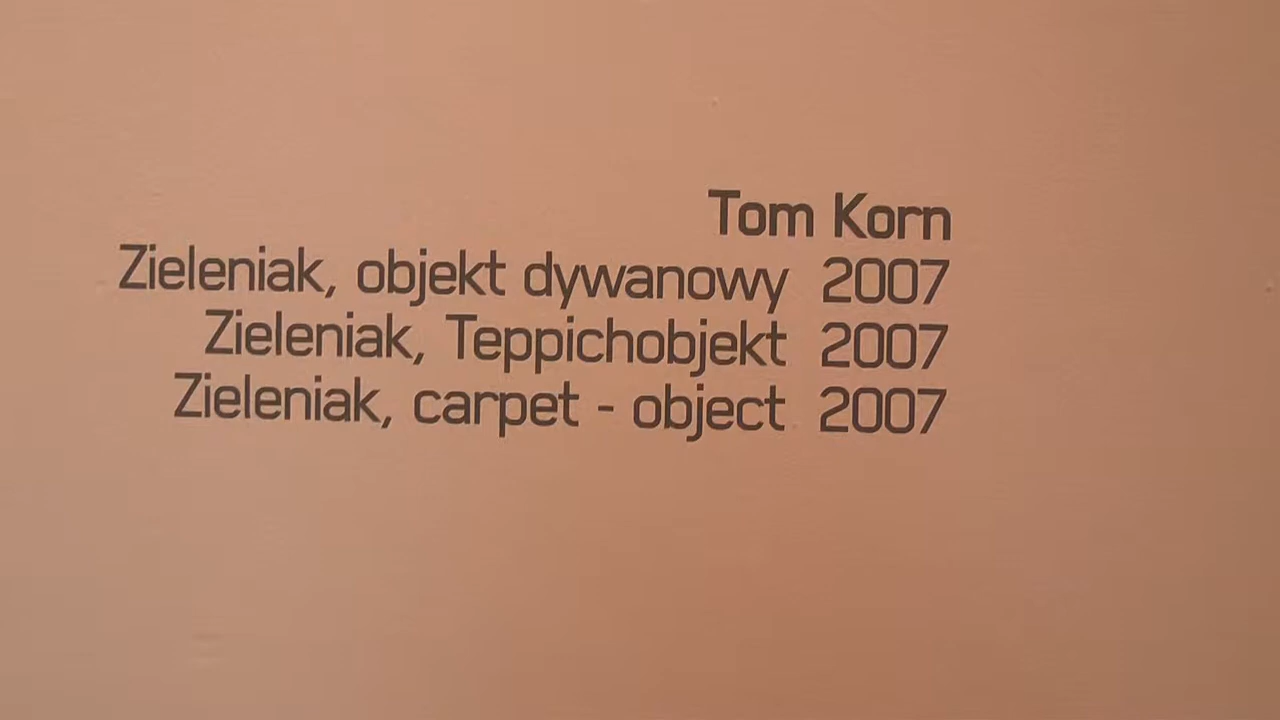 Tom Korn
Zieleniak, objekt dywanowy 2007
Zieleniak, Teppichobjekt 2007
Zieleniak, carpet - object 2007